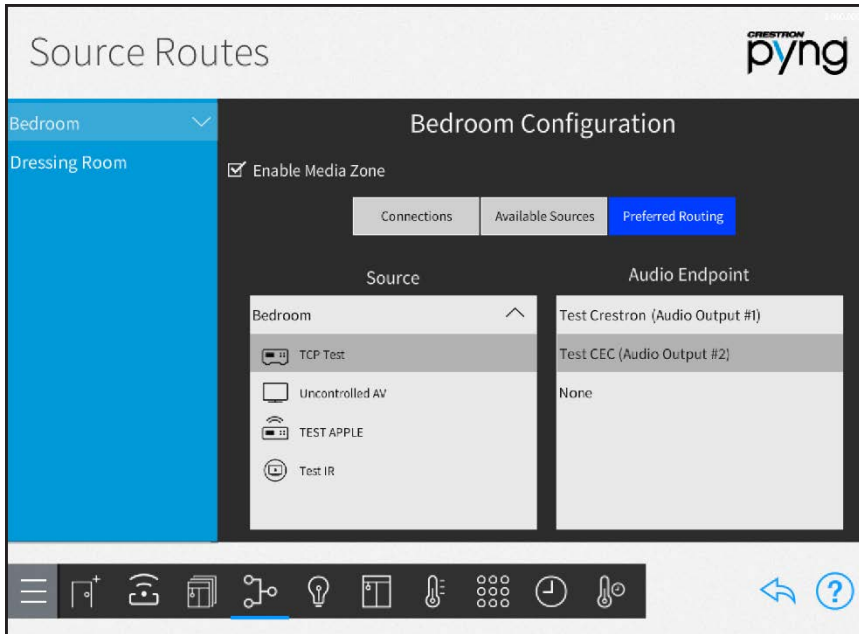 Source Routes
CRESTRON
pyng
Bedroom
Dressing Room
Bedroom Configuration
Enable Media Zone
Connections
Available Sources
Preferred Routing
Source
Audio Endpoint
Bedroom
TCP Test
Uncontrolled AV
TEST APPLE
Test IR
Test Crestron (Audio Output #1)
Test CEC (Audio Output #2)
None
?